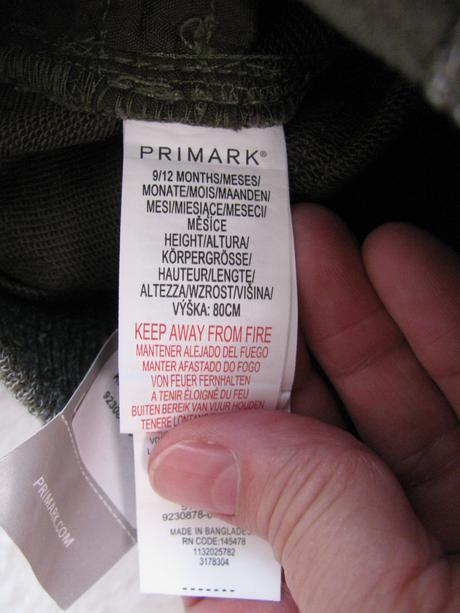 PRIMARK®
9/12 MONTHS/MESES/
MONATE/MOIS/MAANDEN/
MESI/MIESIĄCE/MESECI/
MĚSÍCE
HEIGHT/ALTURA/
KÖRPERGRÖSSE/
HAUTEUR/LENGTE/
ALTEZZA/WZROST/VIŠINA/
VÝŠKA: 80CM
KEEP AWAY FROM FIRE
MANTENER ALEJADO DEL FUEGO
MANTER AFASTADO DO FOGO
VON FEUER FERNHALTEN
A TENIR ÉLOIGNÉ DU FEU
BUITEN BEREIK VAN VUUR HOUDEN
TENERE
MADE IN
RN CODE: 145478
1132025782
3178304
PRIMARK.COM